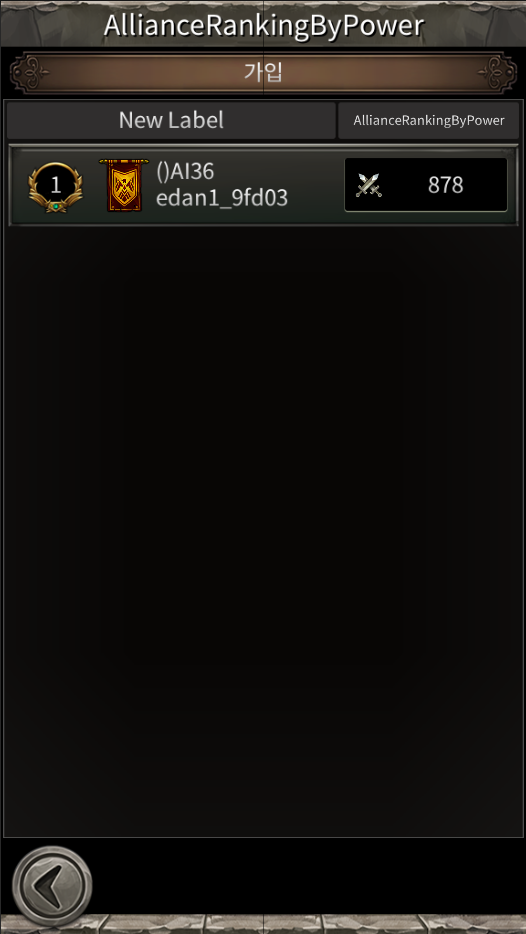 AllianceRankingByPower
가입
New Label
AllianceRankingByPower
1
()AI36
edan1_9fd03
878